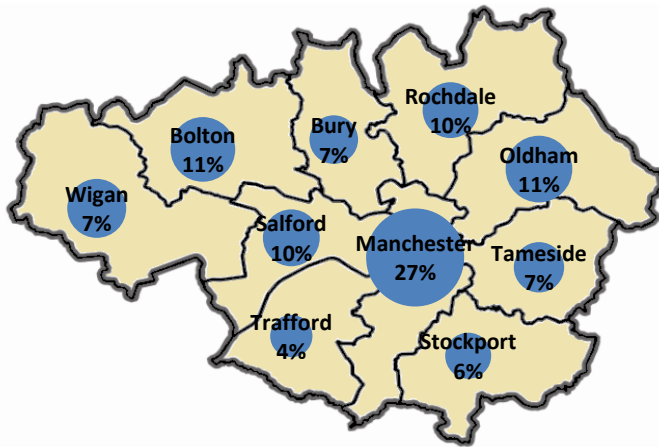 Rochdale
10%
Bolton
11%
Bury
7%
Oldham
11%
Wigan
7%
Salford
10%
Manchester
27%
Tameside
7%
Trafford
4%
Stockport
6%